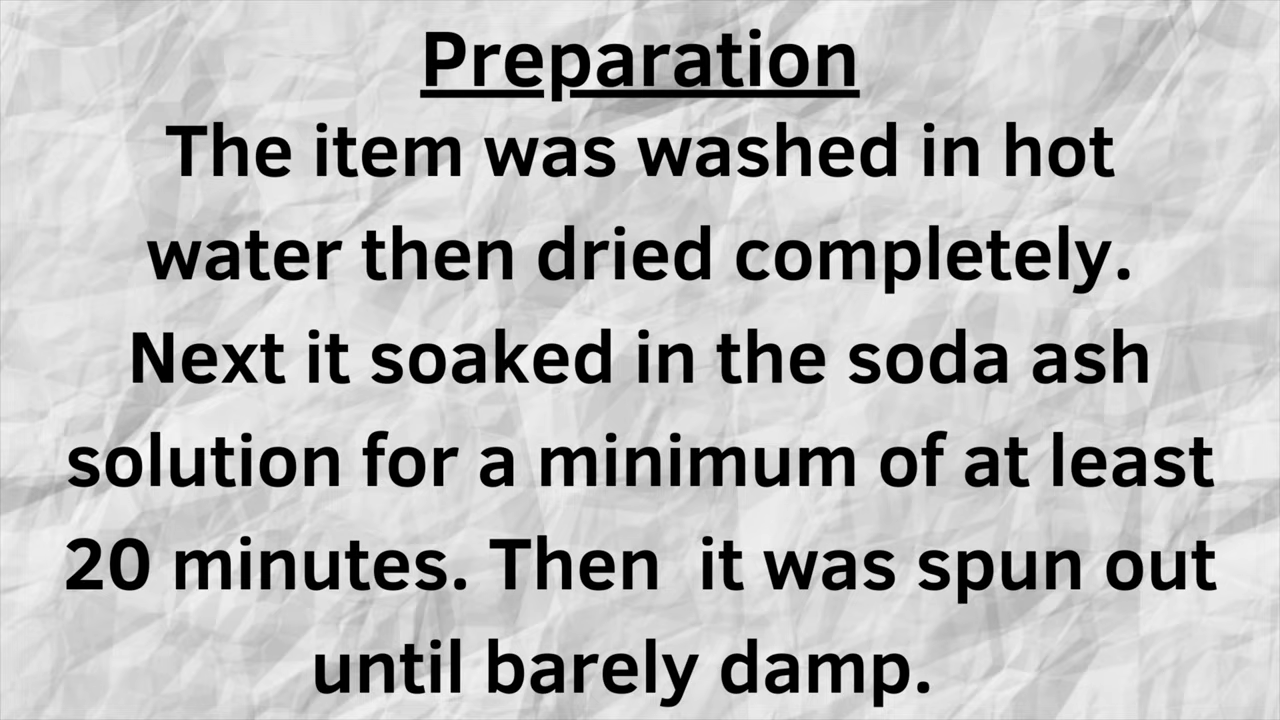 Preparation
The item was washed in hot
water then dried completely.
Next it soaked in the soda ash
solution for a minimum of at least
20 minutes. Then  it was spun out
until barely damp.